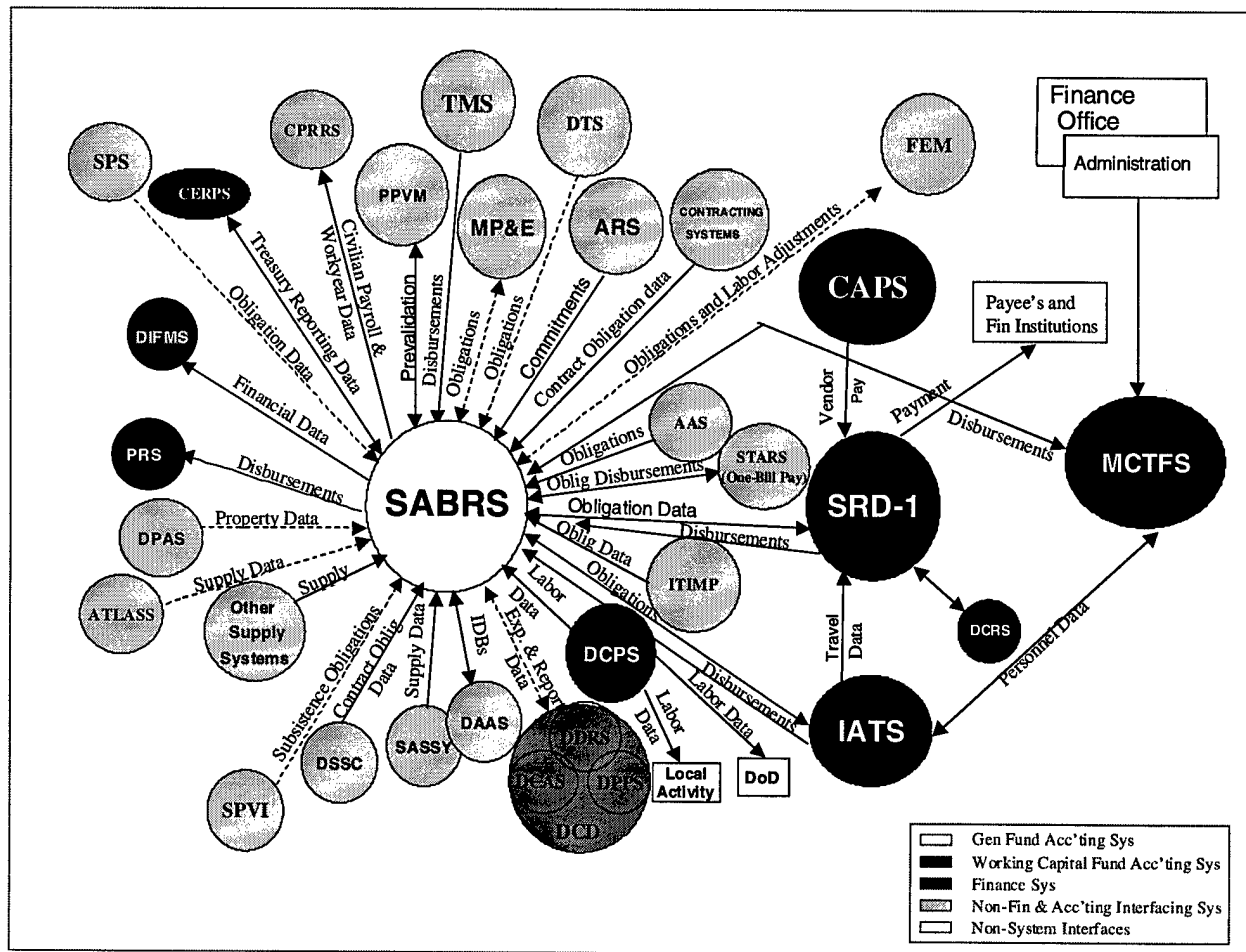 Finance
Office
Administration
TMS
CPRRS
DTS
SPS
FEM
CERPS
PPVM
MP&E
ARS
CONTRACTING
SYSTEMS
CAPS
Payee's and
Fin Institutions
DIFMS
PRS
DPAS
ATLASS
Other
Supply
Systems
SPVI
DSSC
SASSY
DAAS
DDRS
DCAS
DPPS
DCD
Local
Activity
DoD
DCPS
ITIMP
AAS
STARS
(One-Bill Pay)
SABRS
SRD-1
MCTFS
DCRS
IATS
Obligation Data
Treasury Reporting Data
Civilian Payroll &
Workyear Data
Prevalidation
Disbursements
Obligations
Obligations
Commitments
Contract Obligation data
Obligations and Labor Adjustments
Financial Data
Disbursements
Property Data
Supply Data
Supply
Subsistence Obligations
Contract Oblig
Data
Supply Data
IDBs
Exp. & Report
Data
Labor
Data
Labor
Data
Labor Data
Disbursements
Obligations
Oblig Data
Disbursements
Obligation Data
Oblig Disbursements
Obligations
Vendor
Pay
Payment
Disbursements
Travel
Data
Personnel Data
Gen Fund Acc'ting Sys
Working Capital Fund Acc'ting Sys
Finance Sys
Non-Fin & Acc'ting Interfacing Sys
Non-System Interfaces